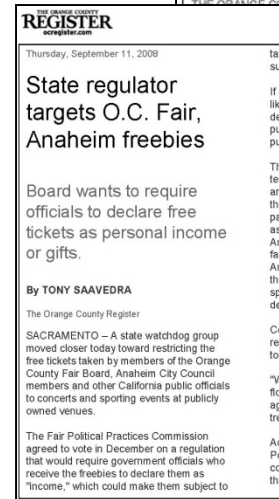 THE ORANGE COUNTY
REGISTER
ocregister.com
Thursday, September 11, 2008
State regulator
targets O.C. Fair,
Anaheim freebies
Board wants to require
officials to declare free
tickets as personal income
or gifts.
By TONY SAAVEDRA
The Orange County Register
SACRAMENTO – A state watchdog group
moved closer today toward restricting the
free tickets taken by members of the Orange
County Fair Board, Anaheim City Council
members and other California public officials
to concerts and sporting events at publicly
owned venues.
The Fair Political Practices Commission
agreed to vote in December on a regulation
that would require government officials who
receive the freebies to declare them as
"income," which could make them subject to